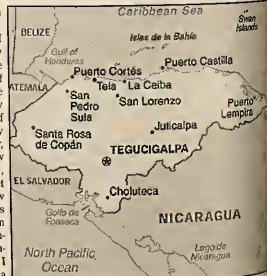 Caribbean Sea
BELIZE
Swan
Islands
Islas de la Bahía
Gulf of
Honduras
Puerto Cortés
Puerto Castilla
Tela
La Ceiba
San
Pedro
Sula
San Lorenzo
Puerto
Lempira
Santa Rosa
de Copán
Juticalpa
TEGUCIGALPA
EL SALVADOR
Choluteca
Golfo de
Fonseca
NICARAGUA
North Pacific
Ocean
Lago de
Nicaragua